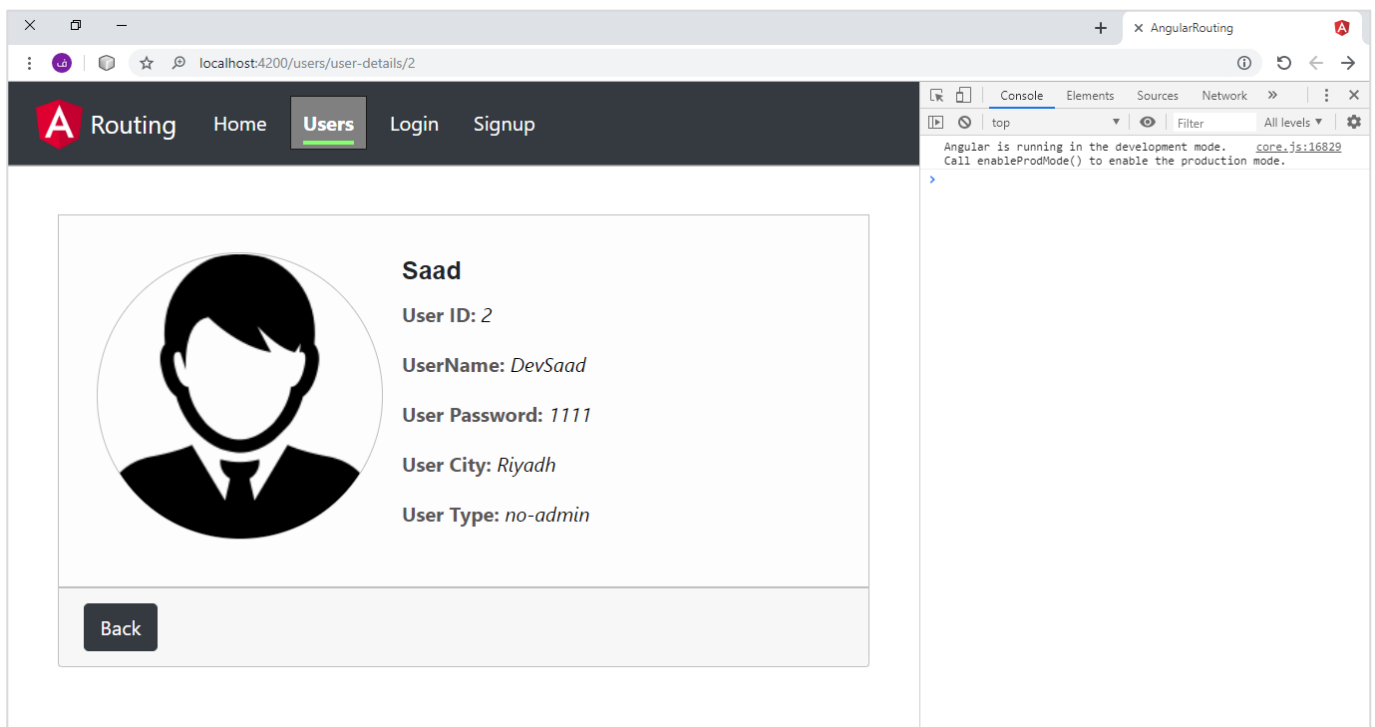 AngularRouting
ف
localhost:4200/users/user-details/2
A Routing Home Users Login Signup
Console Elements Sources Network »
top Filter All levels
Angular is running in the development mode. core.js:16829
Call enableProdMode() to enable the production mode.
Saad
User ID: 2
UserName: DevSaad
User Password: 1111
User City: Riyadh
User Type: no-admin
Back